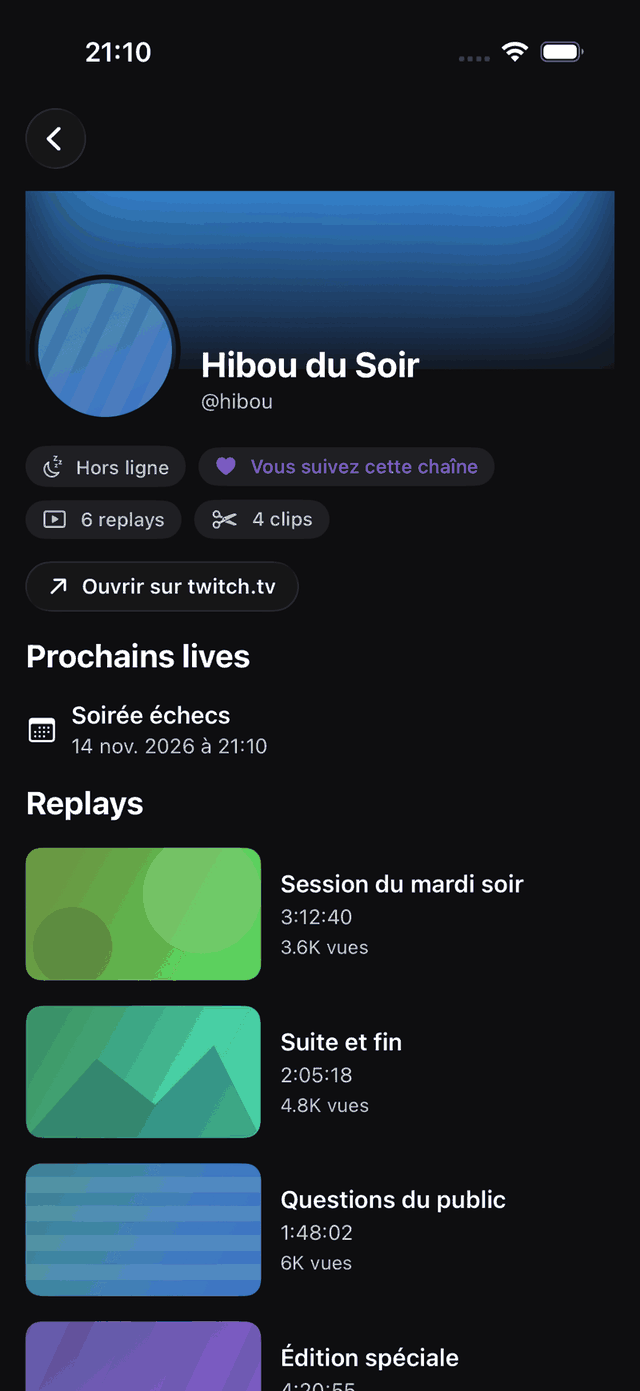 21:10
Hibou du Soir
@hibou
Hors ligne
Vous suivez cette chaîne
6 replays
4 clips
Ouvrir sur twitch.tv
Prochains lives
Soirée échecs
14 nov. 2026 à 21:10
Replays
Session du mardi soir
3:12:40
3.6K vues
Suite et fin
2:05:18
4.8K vues
Questions du public
1:48:02
6K vues
Édition spéciale
4:20:55